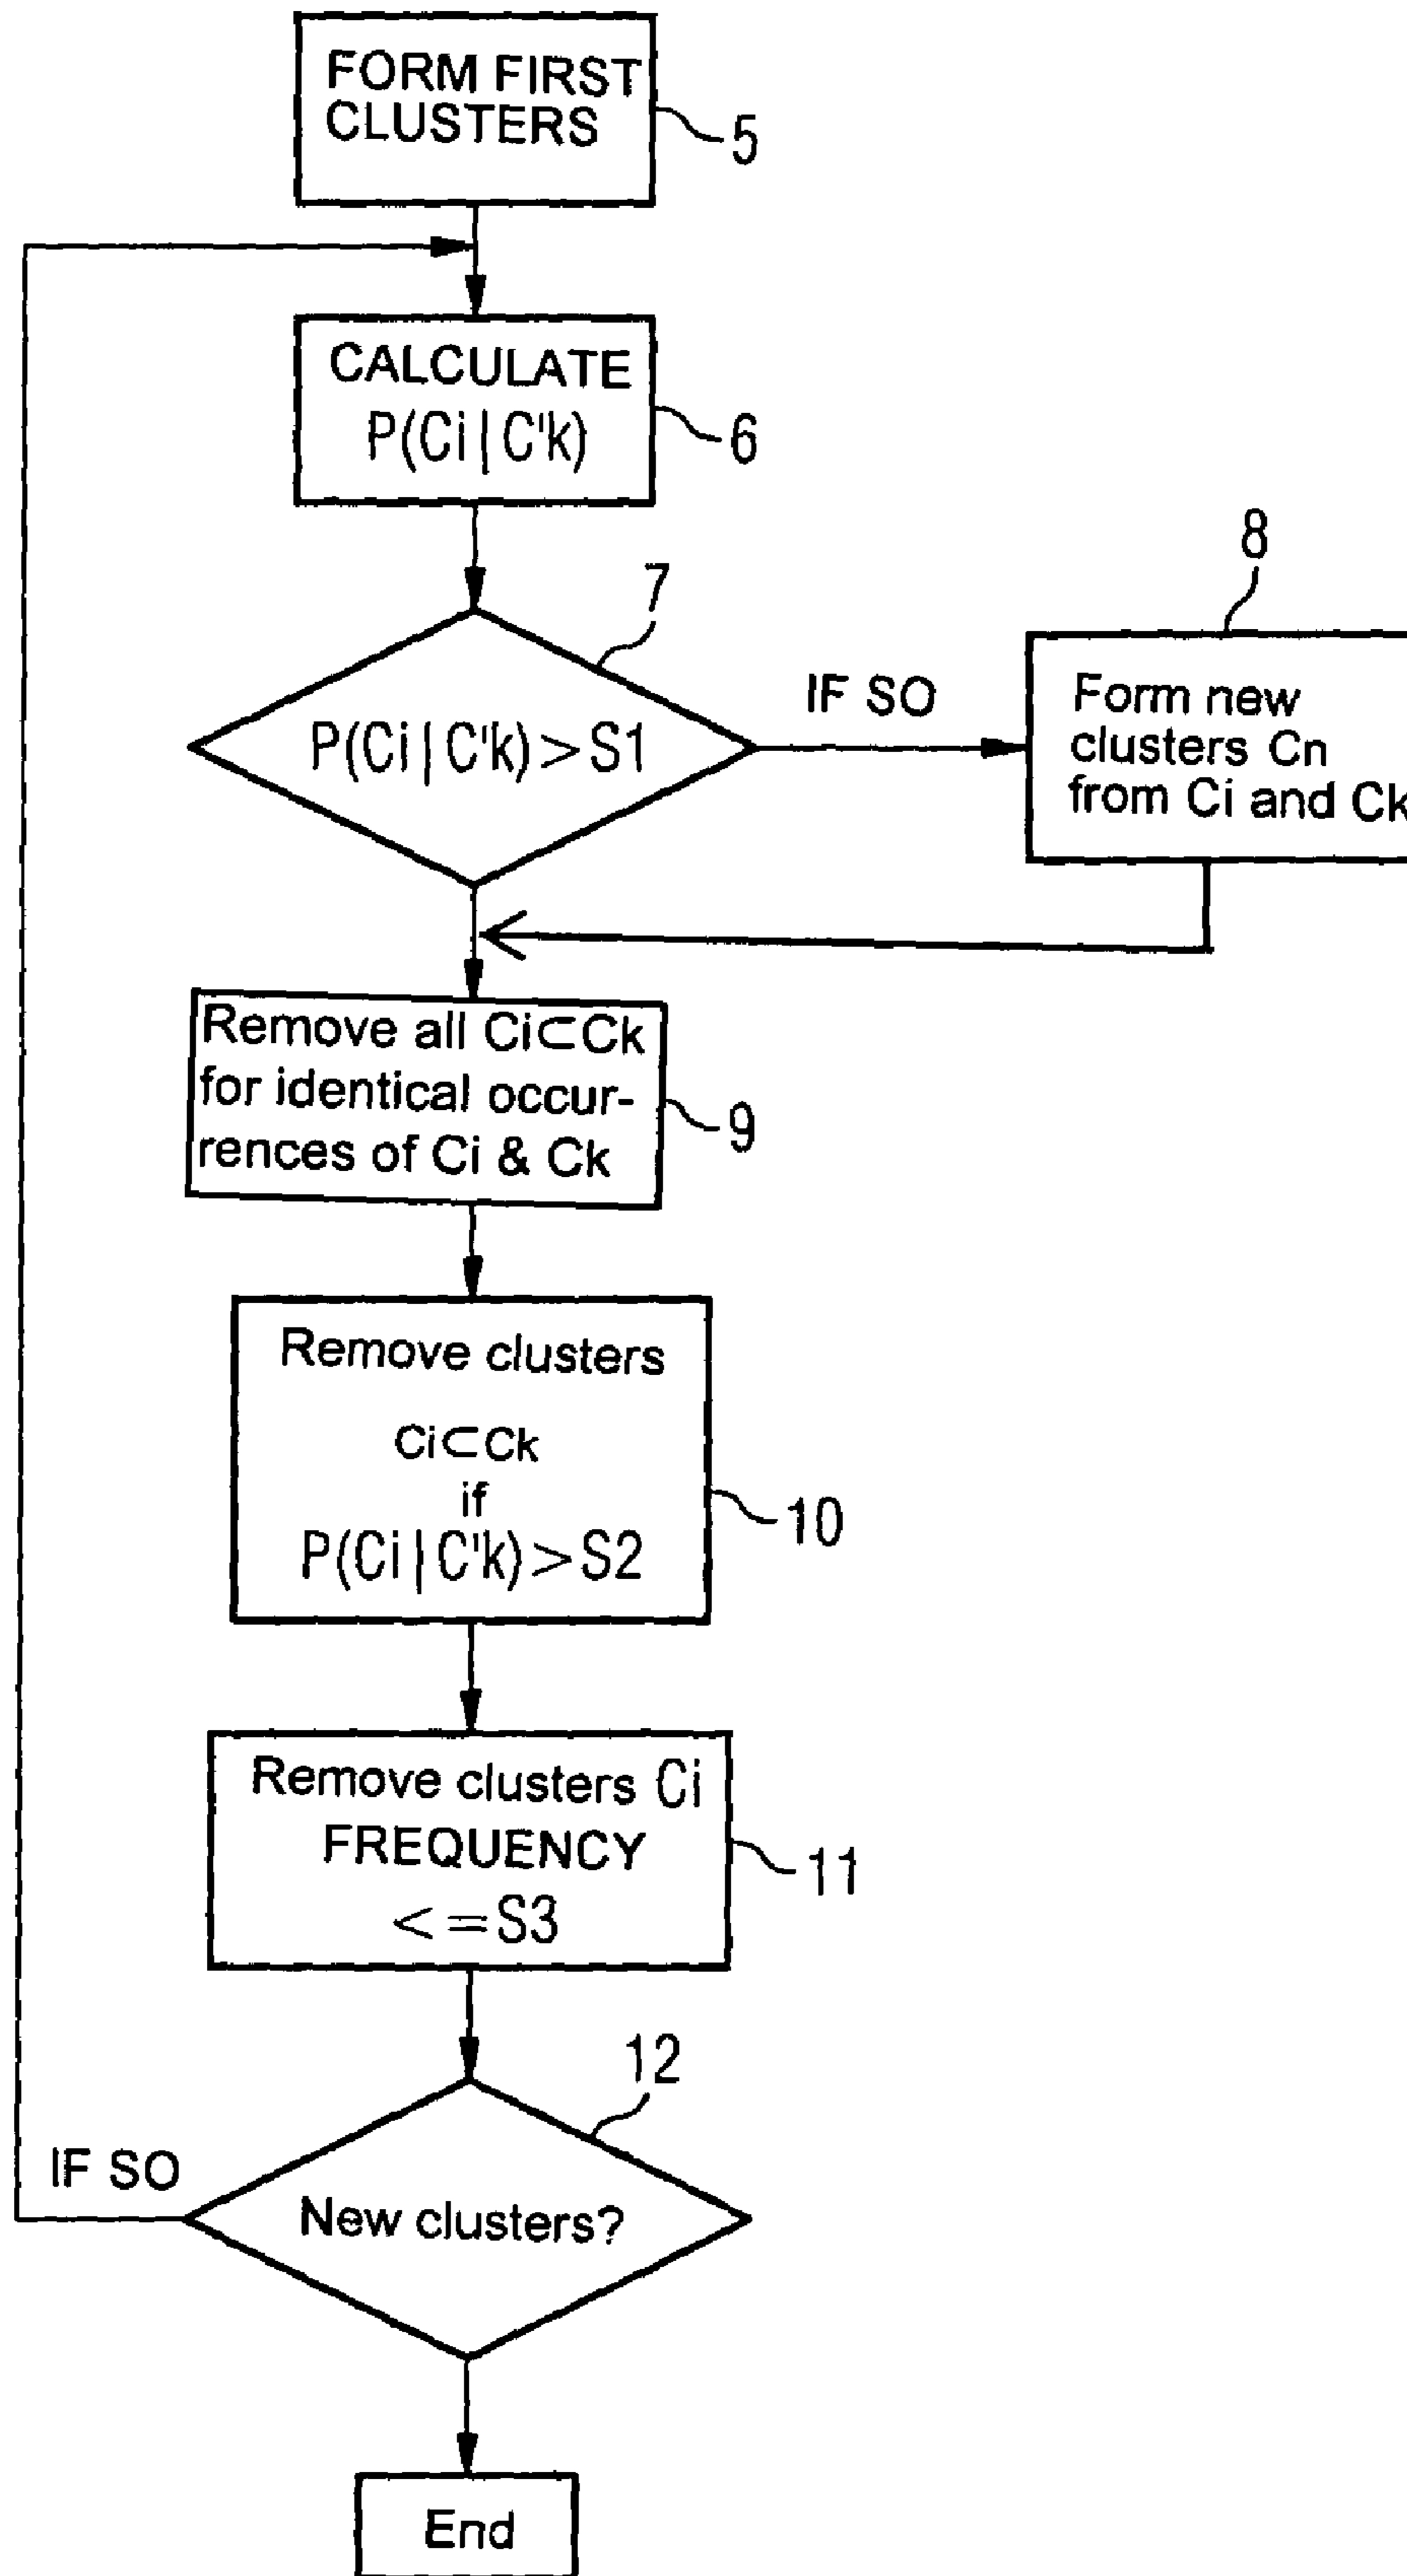 FORM FIRST
CLUSTERS
5
CALCULATE
P(Ci|C'k)
6
7
P(Ci|C'k)>S1
IF SO
8
Form new
clusters Cn
from Ci and Ck
Remove all Ci⊂Ck
for identical occur-
rences of Ci & Ck
9
Remove clusters
Ci⊂Ck
if
P(Ci|C'k)>S2
10
Remove clusters Ci
FREQUENCY
<=S3
11
12
IF SO
New clusters?
End